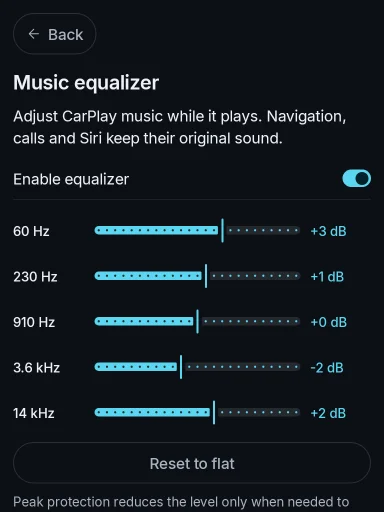 Back
Music equalizer
Adjust CarPlay music while it plays. Navigation,
calls and Siri keep their original sound.
Enable equalizer
60 Hz +3 dB
230 Hz +1 dB
910 Hz +0 dB
3.6 kHz -2 dB
14 kHz +2 dB
Reset to flat
Peak protection reduces the level only when needed to